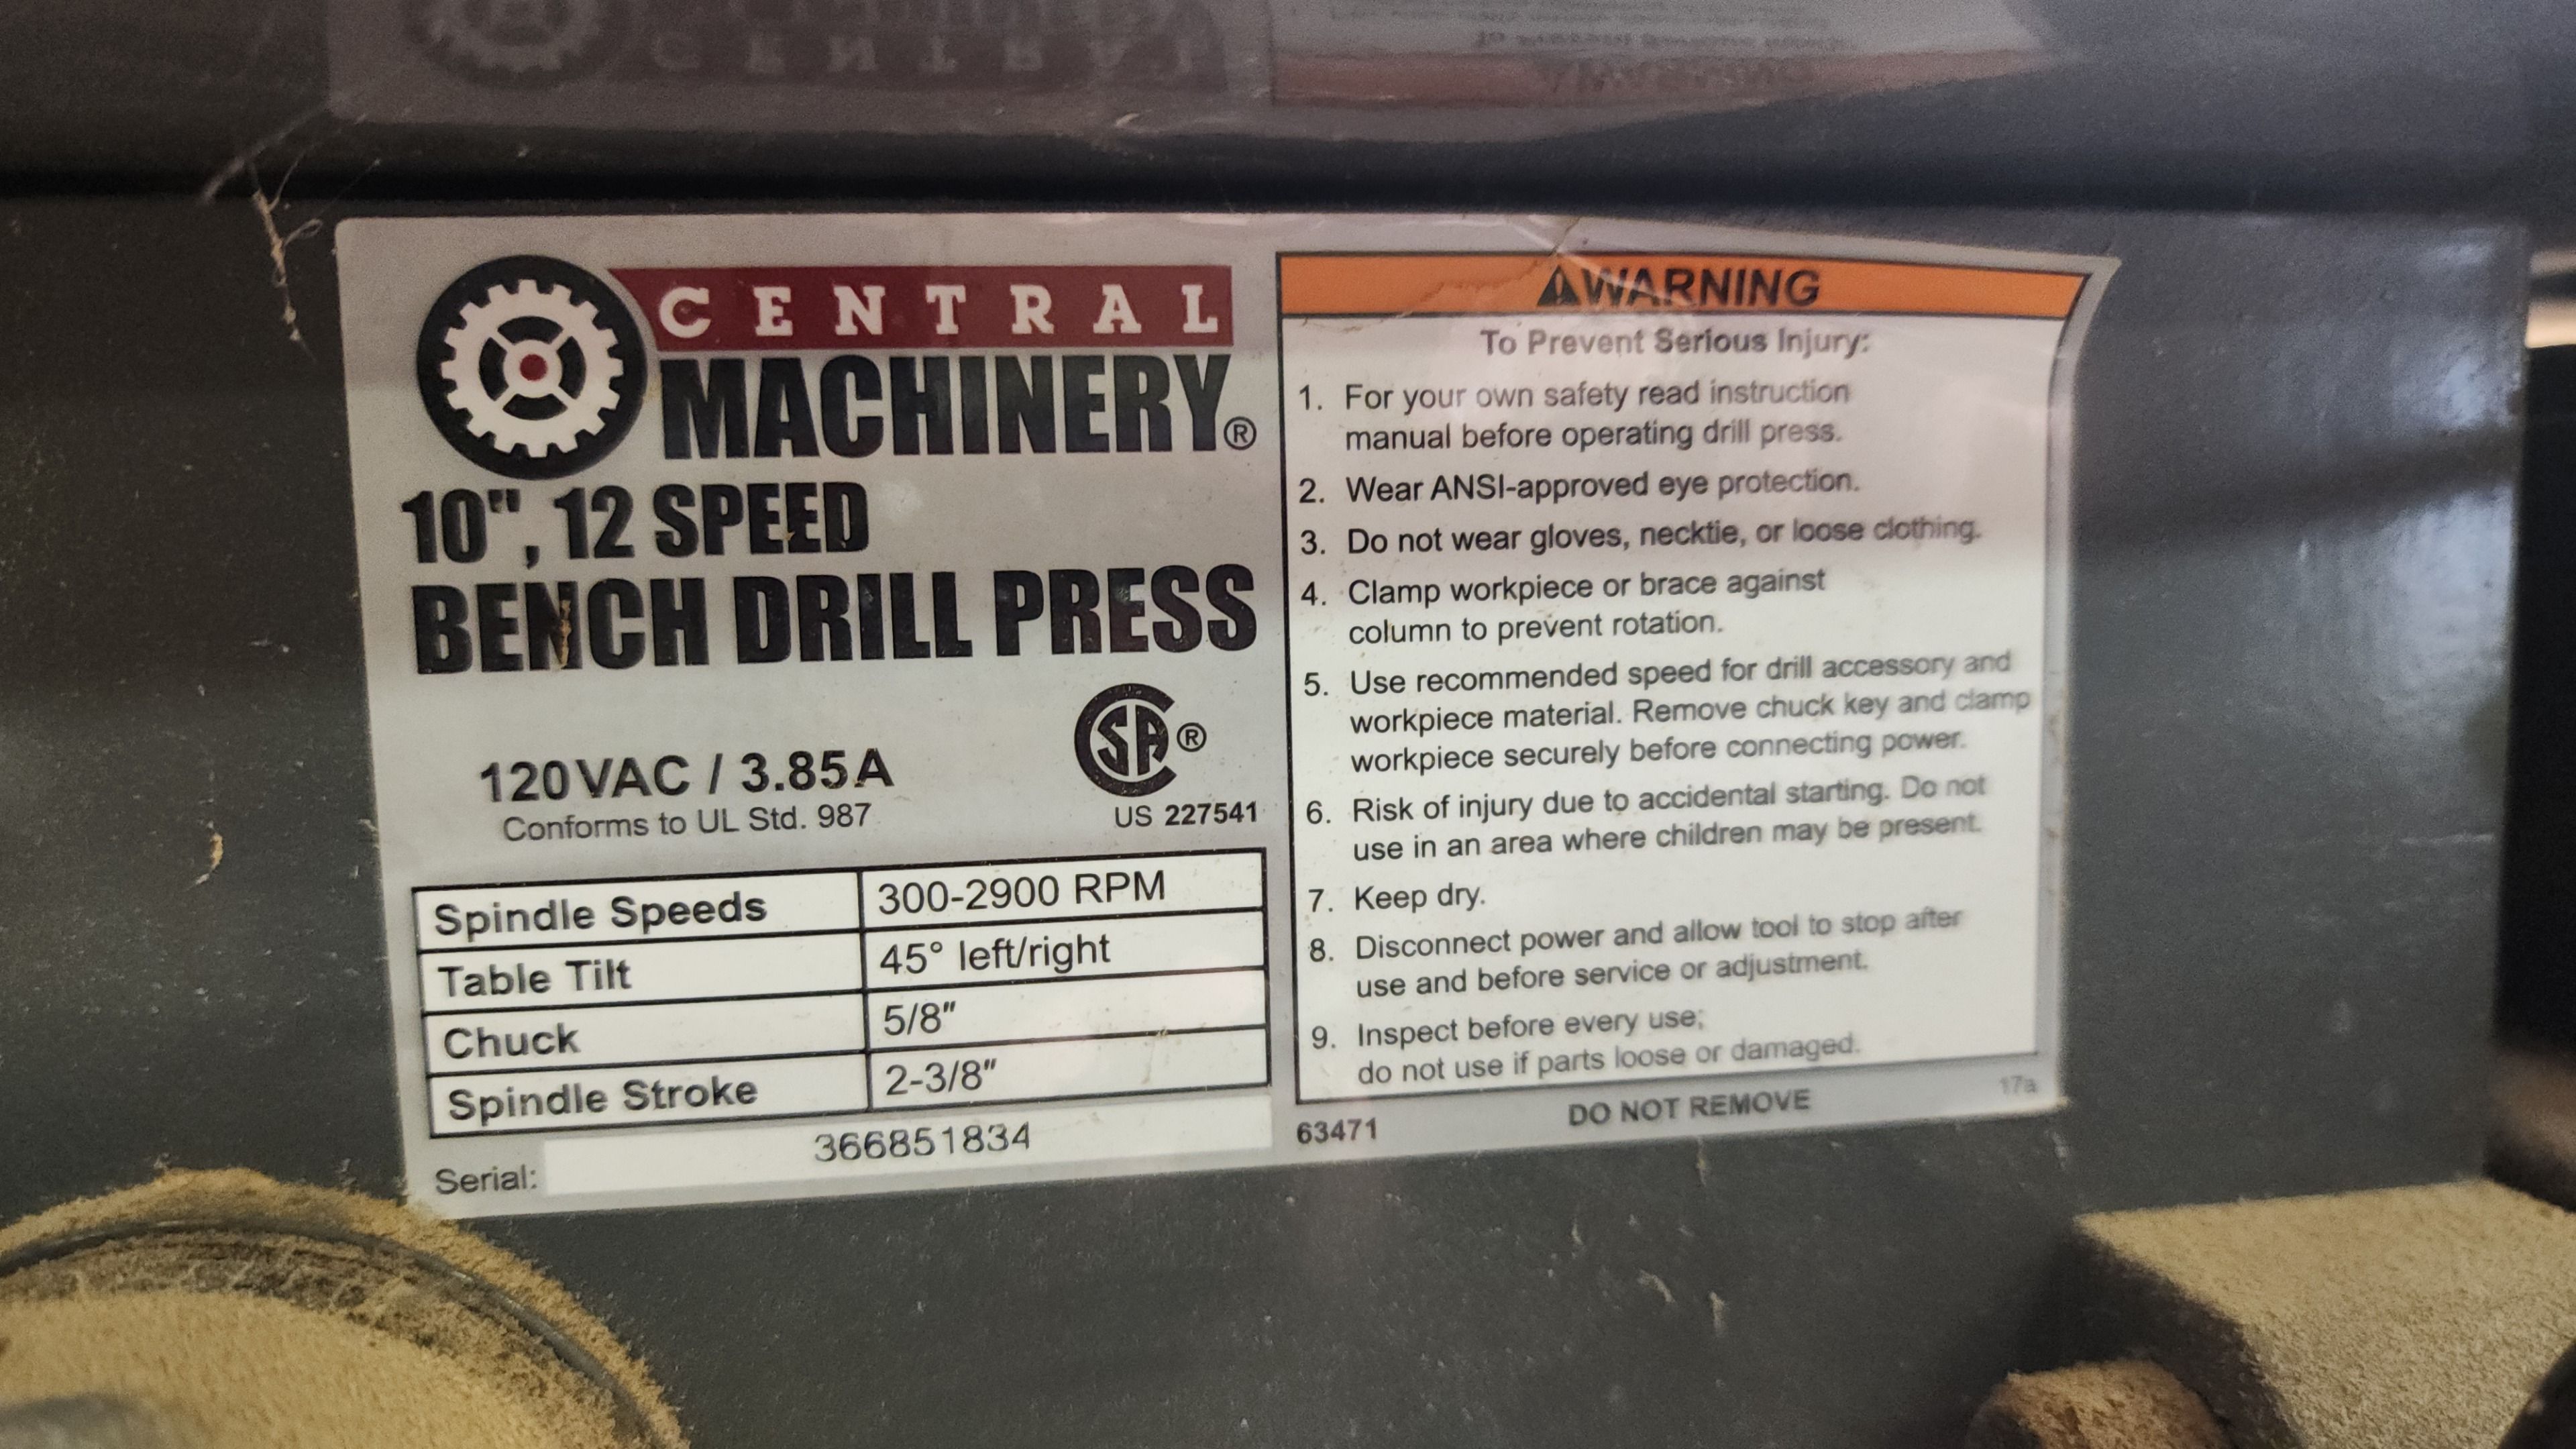 CENTRAL
MACHINERY®
10", 12 SPEED
BENCH DRILL PRESS
120VAC / 3.85A
Conforms to UL Std. 987
SA®
US 227541
Spindle Speeds 300-2900 RPM
Table Tilt 45° left/right
Chuck 5/8"
Spindle Stroke 2-3/8"
Serial: 366851834
⚠WARNING
To Prevent Serious Injury:
1. For your own safety read instruction
manual before operating drill press.
2. Wear ANSI-approved eye protection.
3. Do not wear gloves, necktie, or loose clothing.
4. Clamp workpiece or brace against
column to prevent rotation.
5. Use recommended speed for drill accessory and
workpiece material. Remove chuck key and clamp
workpiece securely before connecting power.
6. Risk of injury due to accidental starting. Do not
use in an area where children may be present.
7. Keep dry.
8. Disconnect power and allow tool to stop after
use and before service or adjustment.
9. Inspect before every use;
do not use if parts loose or damaged.
63471 DO NOT REMOVE 17a